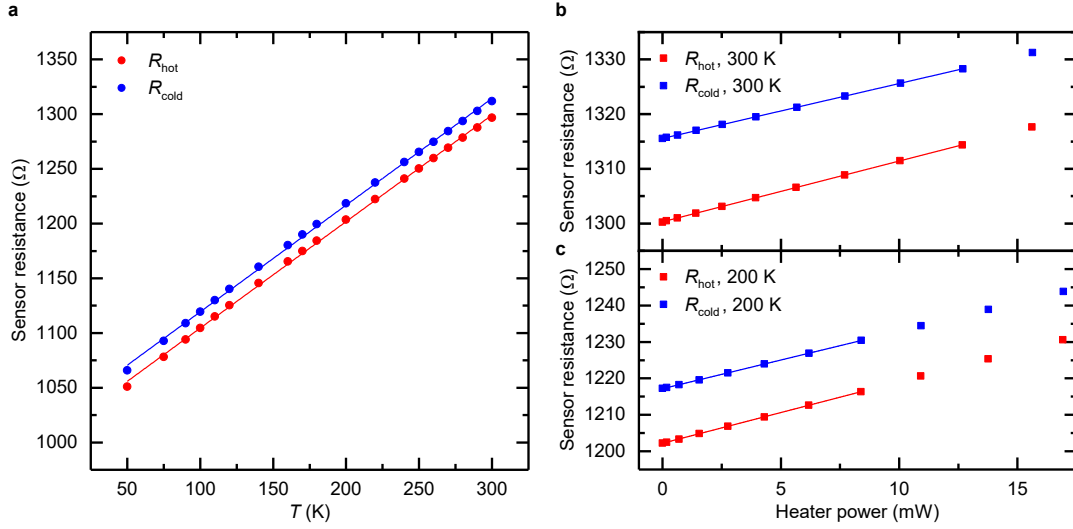 a
Sensor resistance (Ω)
1350
1300
1250
1200
1150
1100
1050
1000
R_hot
R_cold
50
100
150
200
250
300
T (K)
b
Sensor resistance (Ω)
1330
1320
1310
1300
R_hot, 300 K
R_cold, 300 K
c
Sensor resistance (Ω)
1250
1240
1230
1220
1210
1200
R_hot, 200 K
R_cold, 200 K
0
5
10
15
Heater power (mW)